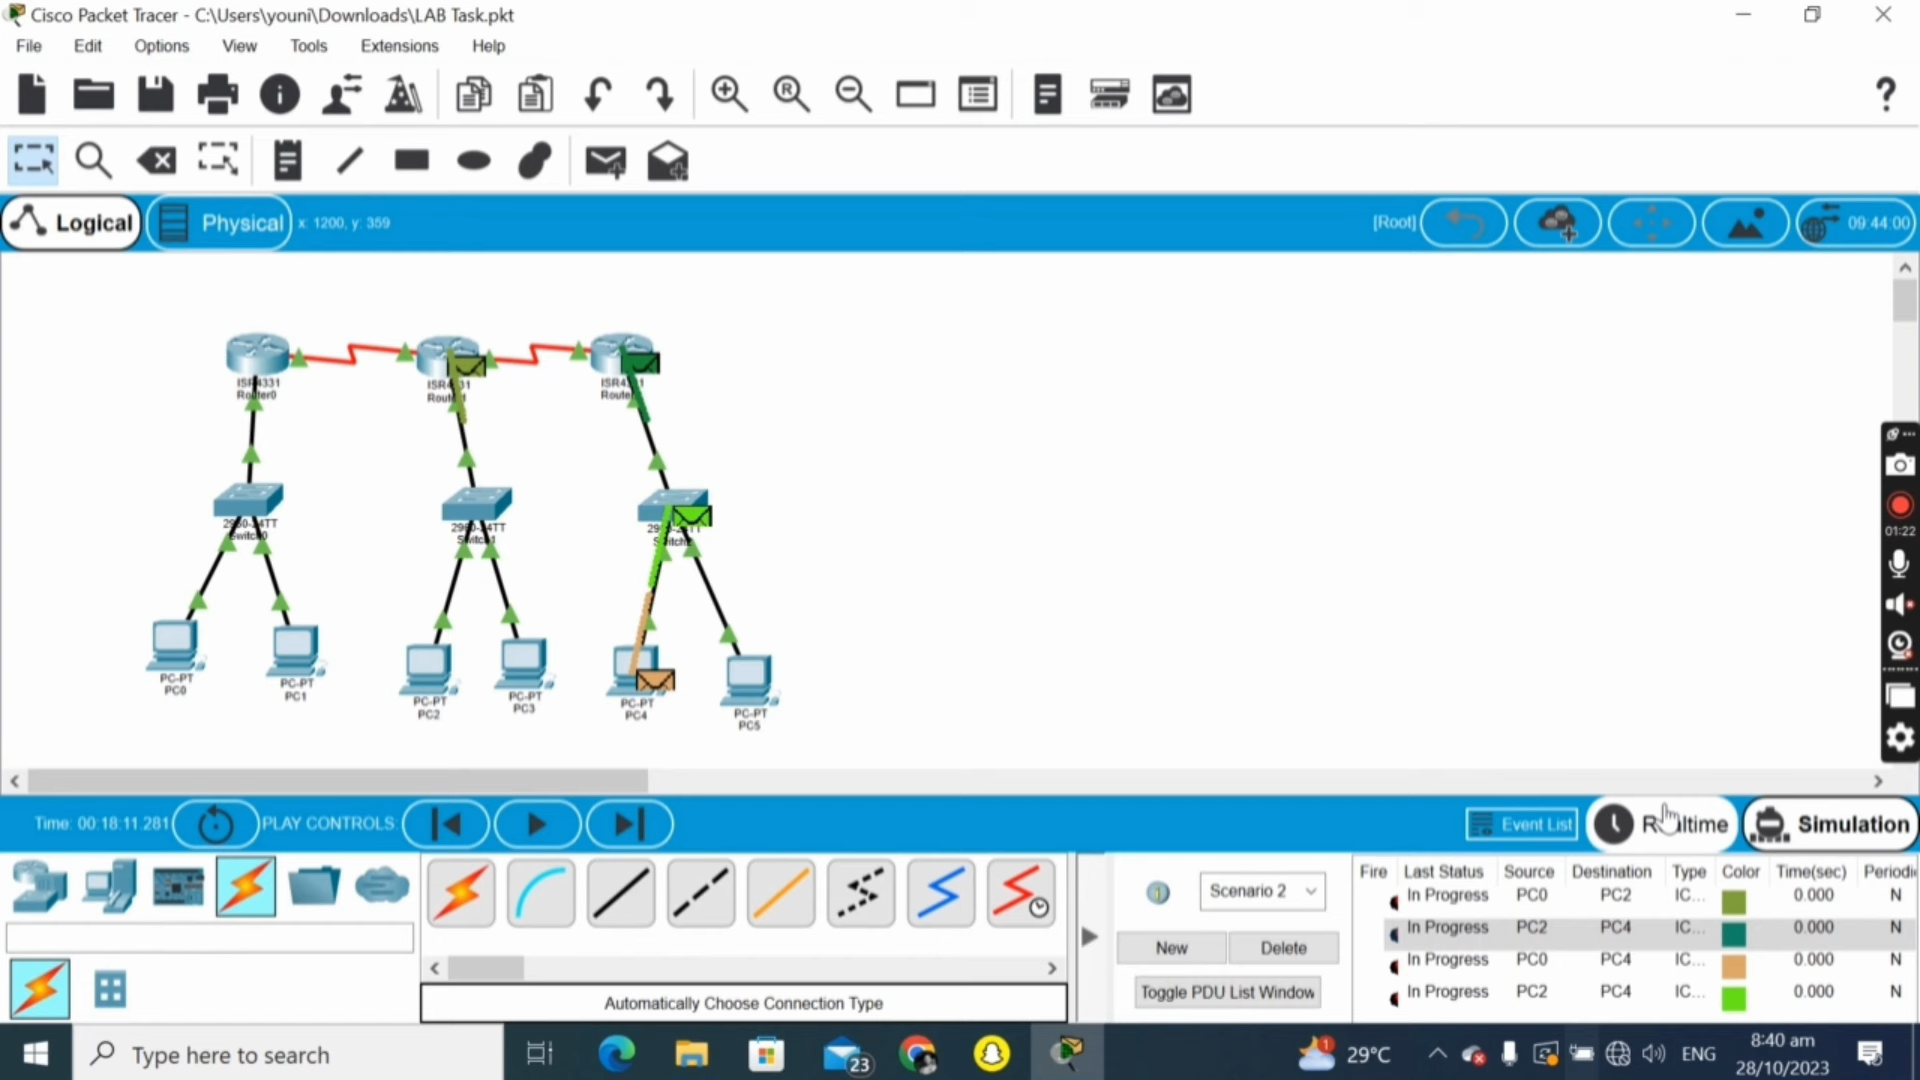 Cisco Packet Tracer - C:\Users\youni\Downloads\LAB Task.pkt
File Edit Options View Tools Extensions Help
Logical Physical x: 1200, y: 359 [Root] 09:44:00
ISR4331
Router0
2960-24TT
Switch0
PC-PT
PC0
PC-PT
PC1
PC-PT
PC2
PC-PT
PC3
PC-PT
PC4
PC-PT
PC5
01:22
Time: 00:18:11.281 PLAY CONTROLS Event List Realtime Simulation
Scenario 2
New Delete
Toggle PDU List Window
Fire Last Status Source Destination Type Color Time(sec) Periodi
In Progress PC0 PC2 IC... 0.000 N
In Progress PC2 PC4 IC... 0.000 N
In Progress PC0 PC4 IC... 0.000 N
In Progress PC2 PC4 IC... 0.000 N
Automatically Choose Connection Type
Type here to search 23 1 29°C ENG 8:40 am
28/10/2023